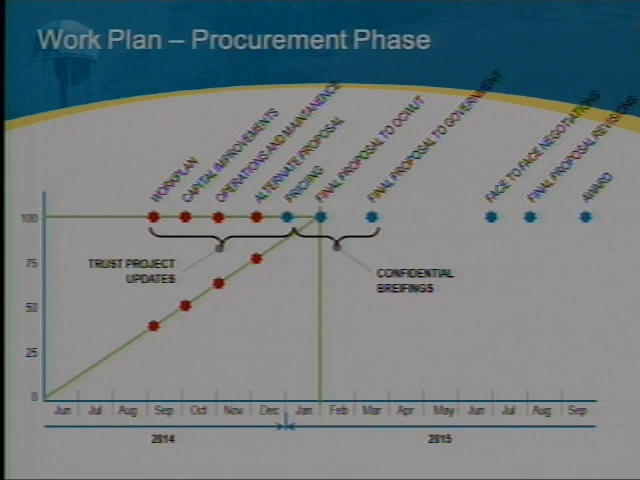 Work Plan – Procurement Phase
WORKPLAN
CAPITAL IMPROVEMENTS
OPERATIONS AND MAINTANENCE
ALTERNATE PROPOSAL
PRICING
FINAL PROPOSAL TO OCWUT
FINAL PROPOSAL TO GOVERNMENT
FACE TO FACE NEGOTIATIONS
FINAL PROPOSAL REVISIONS
AWARD
100
TRUST PROJECT
UPDATES
CONFIDENTIAL
BREIFINGS
75
50
25
0
Jun Jul Aug Sep Oct Nov Dec Jan Feb Mar Apr May Jun Jul Aug Sep
2014 2015